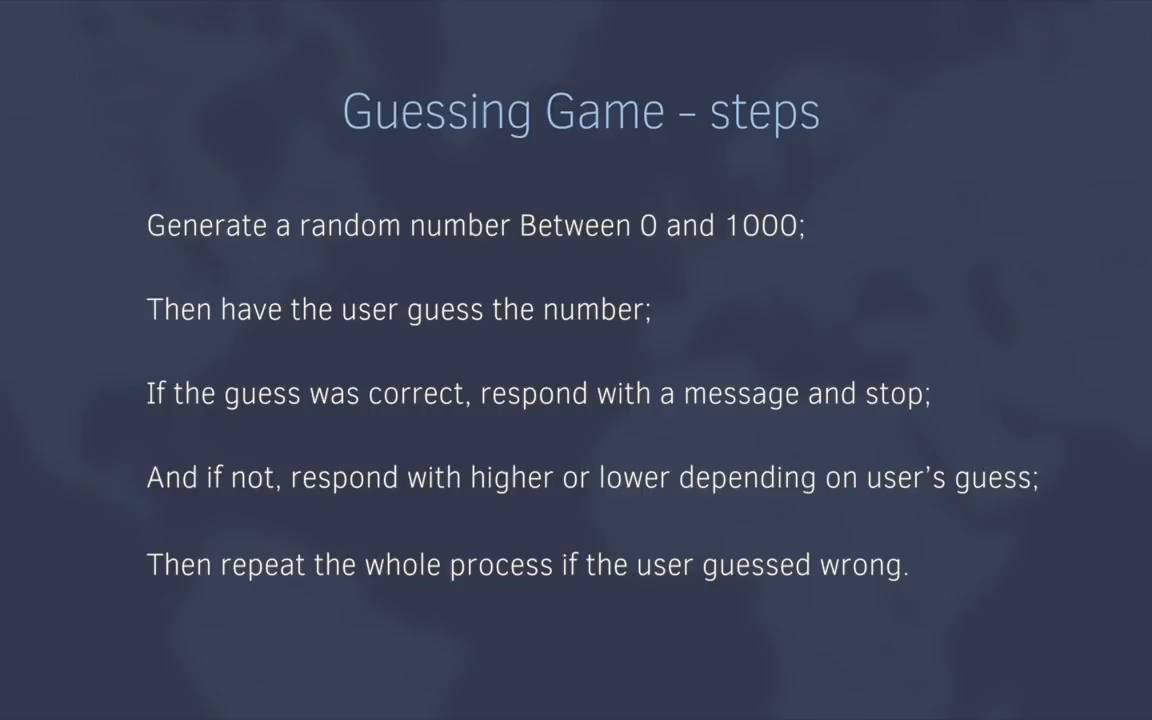 Guessing Game – steps
Generate a random number Between 0 and 1000;
Then have the user guess the number;
If the guess was correct, respond with a message and stop;
And if not, respond with higher or lower depending on user’s guess;
Then repeat the whole process if the user guessed wrong.